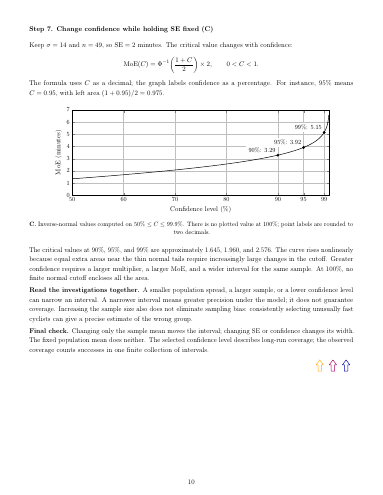 Step 7. Change confidence while holding SE fixed (C)
Keep σ = 14 and n = 49, so SE = 2 minutes. The critical value changes with confidence:
MoE(C) = Φ⁻¹((1 + C)/2) × 2, 0 < C < 1.
The formula uses C as a decimal; the graph labels confidence as a percentage. For instance, 95% means
C = 0.95, with left area (1 + 0.95)/2 = 0.975.
7
6
5
4
3
2
1
0
MoE (minutes)
90%: 3.29
95%: 3.92
99%: 5.15
50
60
70
80
90
95
99
Confidence level (%)
C. Inverse-normal values computed on 50% ≤ C ≤ 99.9%. There is no plotted value at 100%; point labels are rounded to
two decimals.
The critical values at 90%, 95%, and 99% are approximately 1.645, 1.960, and 2.576. The curve rises nonlinearly
because equal extra areas near the thin normal tails require increasingly large changes in the cutoff. Greater
confidence requires a larger multiplier, a larger MoE, and a wider interval for the same sample. At 100%, no
finite normal cutoff encloses all the area.
Read the investigations together. A smaller population spread, a larger sample, or a lower confidence level
can narrow an interval. A narrower interval means greater precision under the model; it does not guarantee
coverage. Increasing the sample size also does not eliminate sampling bias: consistently selecting unusually fast
cyclists can give a precise estimate of the wrong group.
Final check. Changing only the sample mean moves the interval; changing SE or confidence changes its width.
The fixed population mean does neither. The selected confidence level describes long-run coverage; the observed
coverage counts successes in one finite collection of intervals.
10